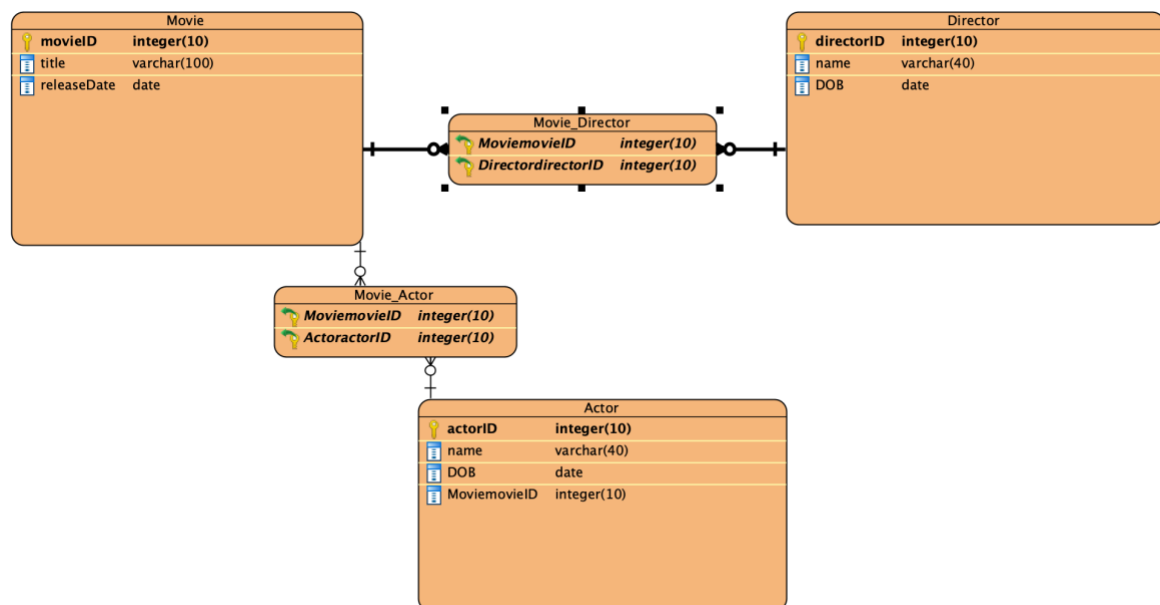 Movie
movieID integer(10)
title varchar(100)
releaseDate date
Director
directorID integer(10)
name varchar(40)
DOB date
Movie_Director
MoviemovieID integer(10)
DirectordirectorID integer(10)
Movie_Actor
MoviemovieID integer(10)
ActoractorID integer(10)
Actor
actorID integer(10)
name varchar(40)
DOB date
MoviemovieID integer(10)